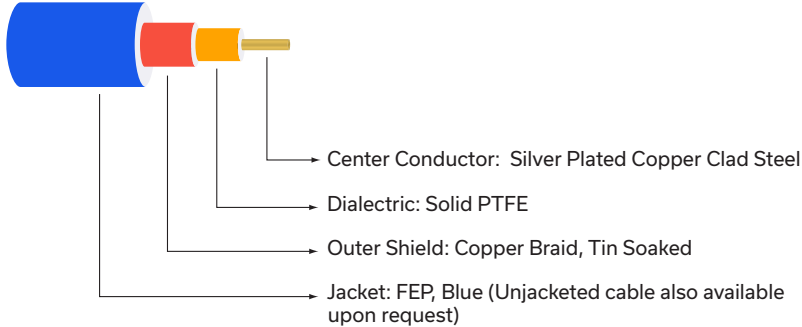 Center Conductor: Silver Plated Copper Clad Steel
Dialectric: Solid PTFE
Outer Shield: Copper Braid, Tin Soaked
Jacket: FEP, Blue (Unjacketed cable also available
upon request)